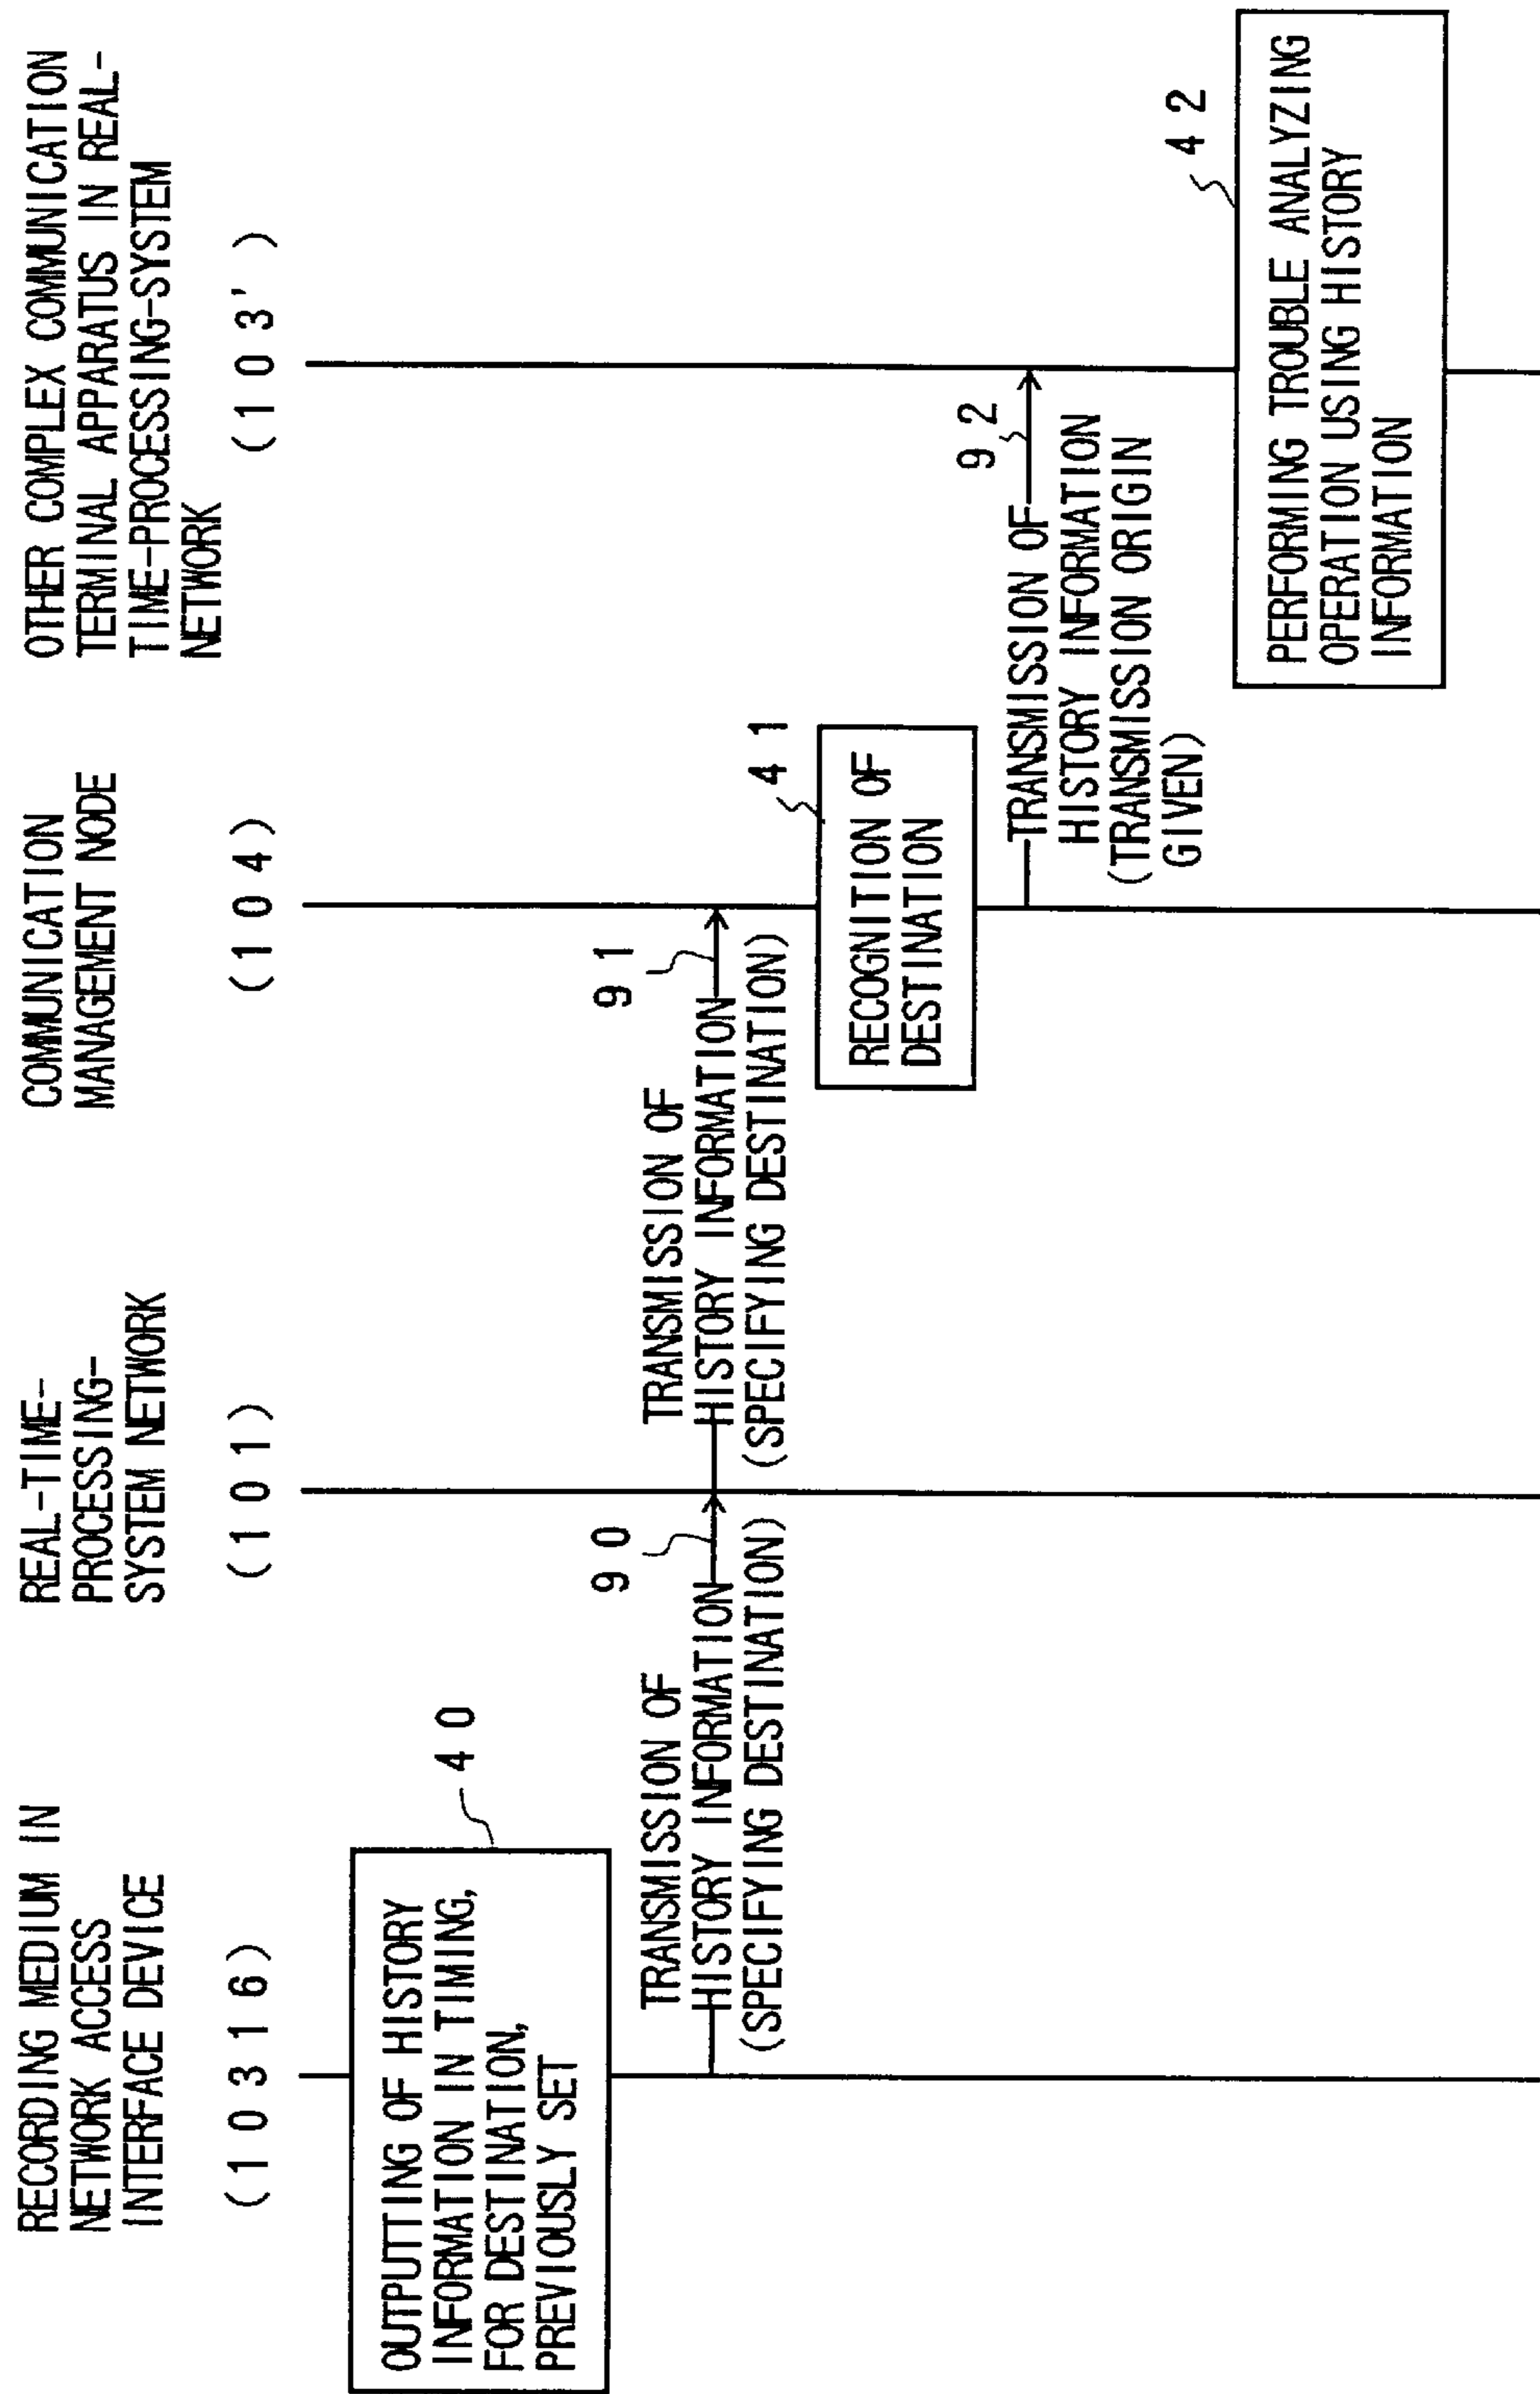 RECORDING MEDIUM IN
NETWORK ACCESS
INTERFACE DEVICE
(10316)
REAL-TIME-
PROCESSING-
SYSTEM NETWORK
(101)
COMMUNICATION
MANAGEMENT NODE
(104)
OTHER COMPLEX COMMUNICATION
TERMINAL APPARATUS IN REAL-
TIME-PROCESSING-SYSTEM
NETWORK
(103')
OUTPUTTING OF HISTORY
INFORMATION IN TIMING,
FOR DESTINATION,
PREVIOUSLY SET
40
TRANSMISSION OF
HISTORY INFORMATION
(SPECIFYING DESTINATION)
90
TRANSMISSION OF
HISTORY INFORMATION
(SPECIFYING DESTINATION)
91
RECOGNITION OF
DESTINATION
41
TRANSMISSION OF
HISTORY INFORMATION
(TRANSMISSION ORIGIN
GIVEN)
92
PERFORMING TROUBLE ANALYZING
OPERATION USING HISTORY
INFORMATION
42